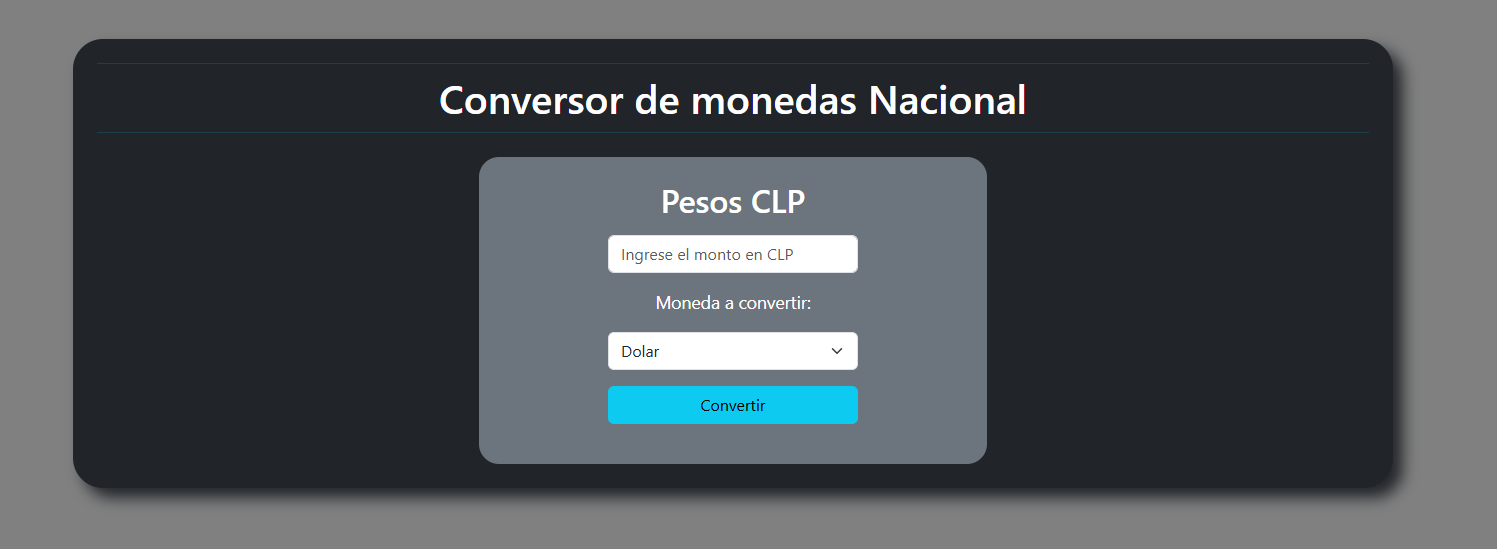 Conversor de monedas Nacional
Pesos CLP
Ingrese el monto en CLP
Moneda a convertir:
Dolar
Convertir